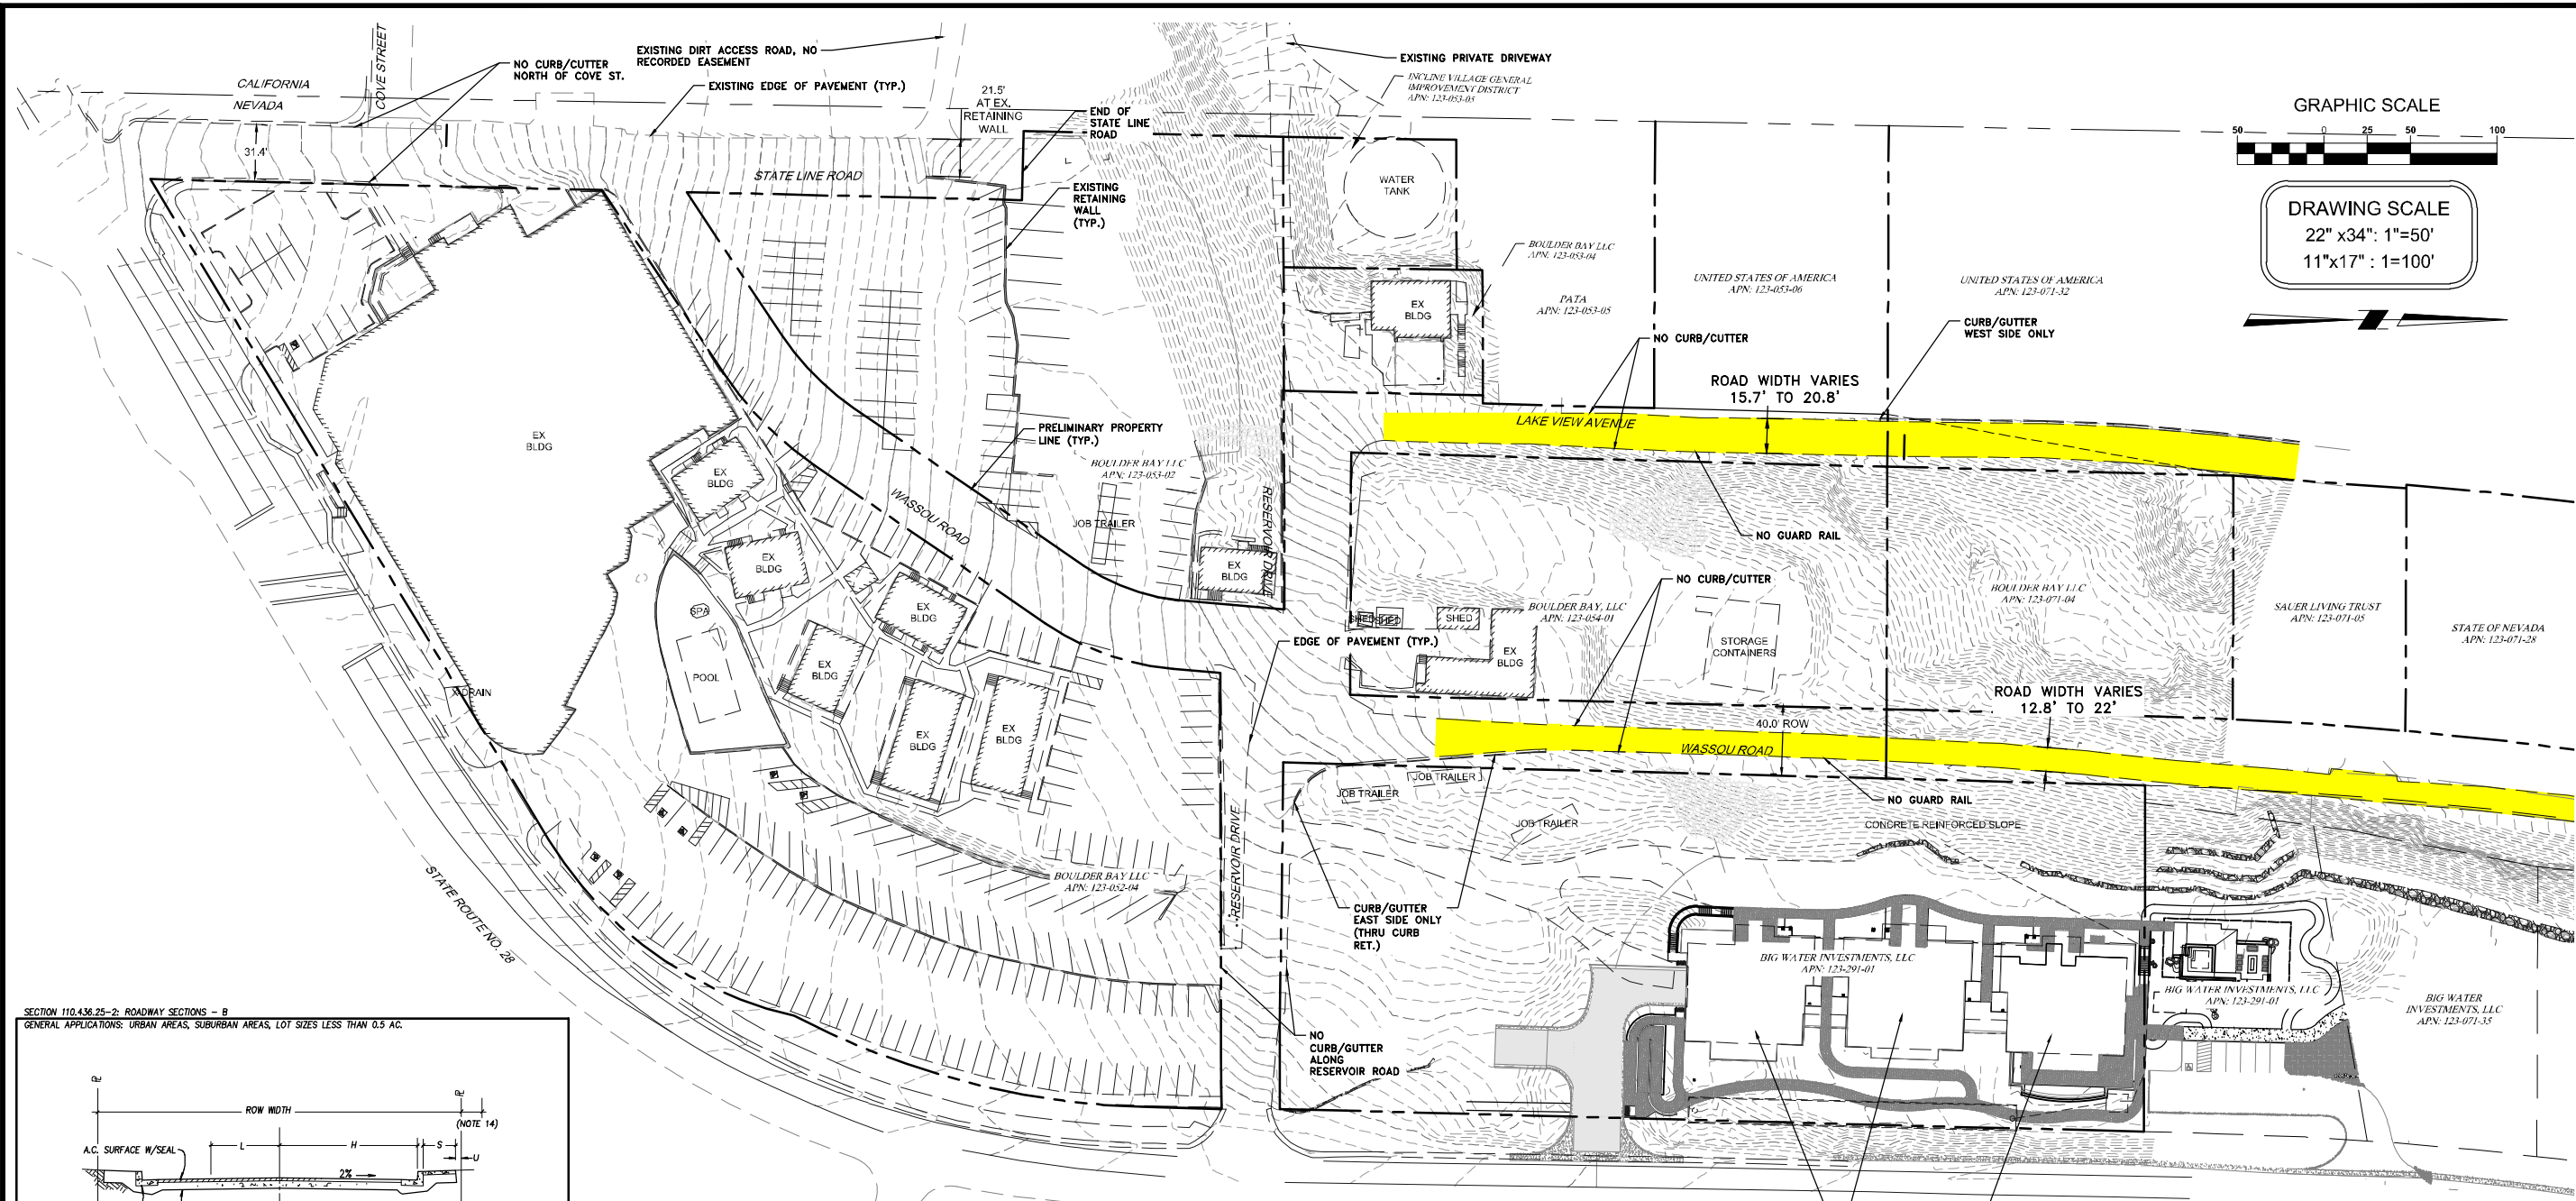 COVE STREET
NO CURB/CUTTER
NORTH OF COVE ST.
EXISTING DIRT ACCESS ROAD, NO
RECORDED EASEMENT
EXISTING EDGE OF PAVEMENT (TYP.)
CALIFORNIA
NEVADA
31.4'
21.5'
AT EX.
RETAINING
WALL
END OF
STATE LINE
ROAD
STATE LINE ROAD
EXISTING
RETAINING
WALL
(TYP.)
EXISTING PRIVATE DRIVEWAY
INCLINE VILLAGE GENERAL
IMPROVEMENT DISTRICT
APN: 123-053-03
WATER
TANK
GRAPHIC SCALE
50
0
25
50
100
DRAWING SCALE
22" x34": 1"=50'
11"x17" : 1=100'
BOULDER BAY LLC
APN: 123-053-04
EX
BLDG
PATA
APN: 123-053-05
UNITED STATES OF AMERICA
APN: 123-053-06
UNITED STATES OF AMERICA
APN: 123-071-32
NO CURB/CUTTER
CURB/GUTTER
WEST SIDE ONLY
ROAD WIDTH VARIES
15.7' TO 20.8'
LAKE VIEW AVENUE
EX
BLDG
EX
BLDG
PRELIMINARY PROPERTY
LINE (TYP.)
BOULDER BAY LLC
APN: 123-053-02
WASSOU ROAD
JOB TRAILER
RESERVOIR DRIVE
EX
BLDG
NO GUARD RAIL
EX
BLDG
SPA
POOL
EX
BLDG
EX
BLDG
EX
BLDG
EX
BLDG
X-DRAIN
NO CURB/CUTTER
BOULDER BAY, LLC
APN: 123-054-01
SHED
SHED
SHED
EX
BLDG
STORAGE
CONTAINERS
BOULDER BAY LLC
APN: 123-071-04
SAUER LIVING TRUST
APN: 123-071-05
STATE OF NEVADA
APN: 123-071-28
EDGE OF PAVEMENT (TYP.)
ROAD WIDTH VARIES
12.8' TO 22'
40.0' ROW
WASSOU ROAD
JOB TRAILER
JOB TRAILER
JOB TRAILER
NO GUARD RAIL
CONCRETE REINFORCED SLOPE
STATE ROUTE NO. 28
BOULDER BAY LLC
APN: 123-052-04
RESERVOIR DRIVE
CURB/GUTTER
EAST SIDE ONLY
(THRU CURB
RET.)
NO
CURB/GUTTER
ALONG
RESERVOIR ROAD
BIG WATER INVESTMENTS, LLC
APN: 123-291-01
BIG WATER INVESTMENTS, LLC
APN: 123-291-01
BIG WATER
INVESTMENTS, LLC
APN: 123-071-35
SECTION 110.436.25-2: ROADWAY SECTIONS - B
GENERAL APPLICATIONS: URBAN AREAS, SUBURBAN AREAS, LOT SIZES LESS THAN 0.5 AC.
ROW WIDTH
(NOTE 14)
L
H
S
U
A.C. SURFACE W/SEAL
2%